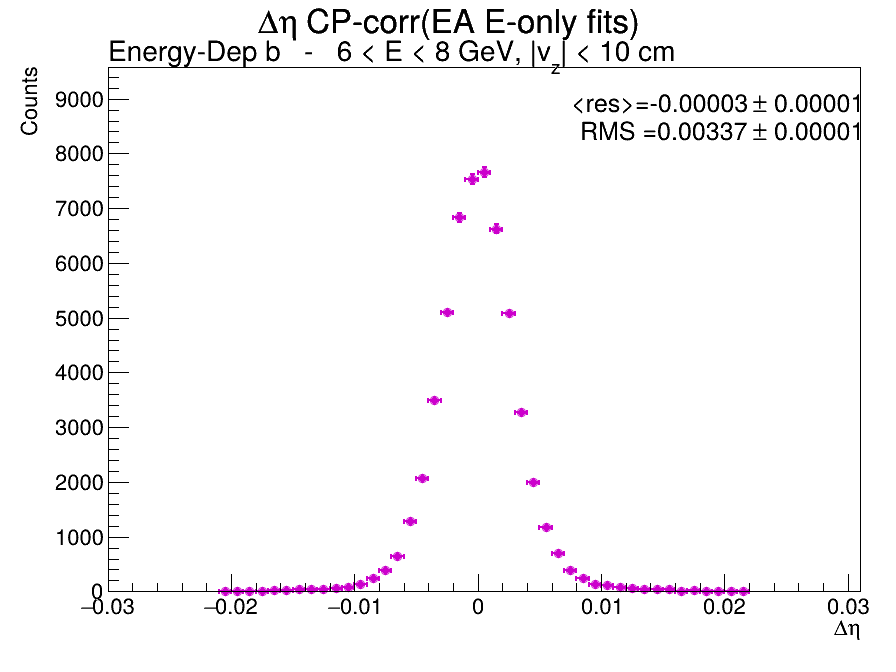 Δη CP-corr(EA E-only fits)
Energy-Dep b - 6 < E < 8 GeV, |v_z| < 10 cm
Counts
<res>=-0.00003 ± 0.00001
RMS =0.00337 ± 0.00001
9000
8000
7000
6000
5000
4000
3000
2000
1000
0
−0.03 −0.02 −0.01 0 0.01 0.02 0.03
Δη